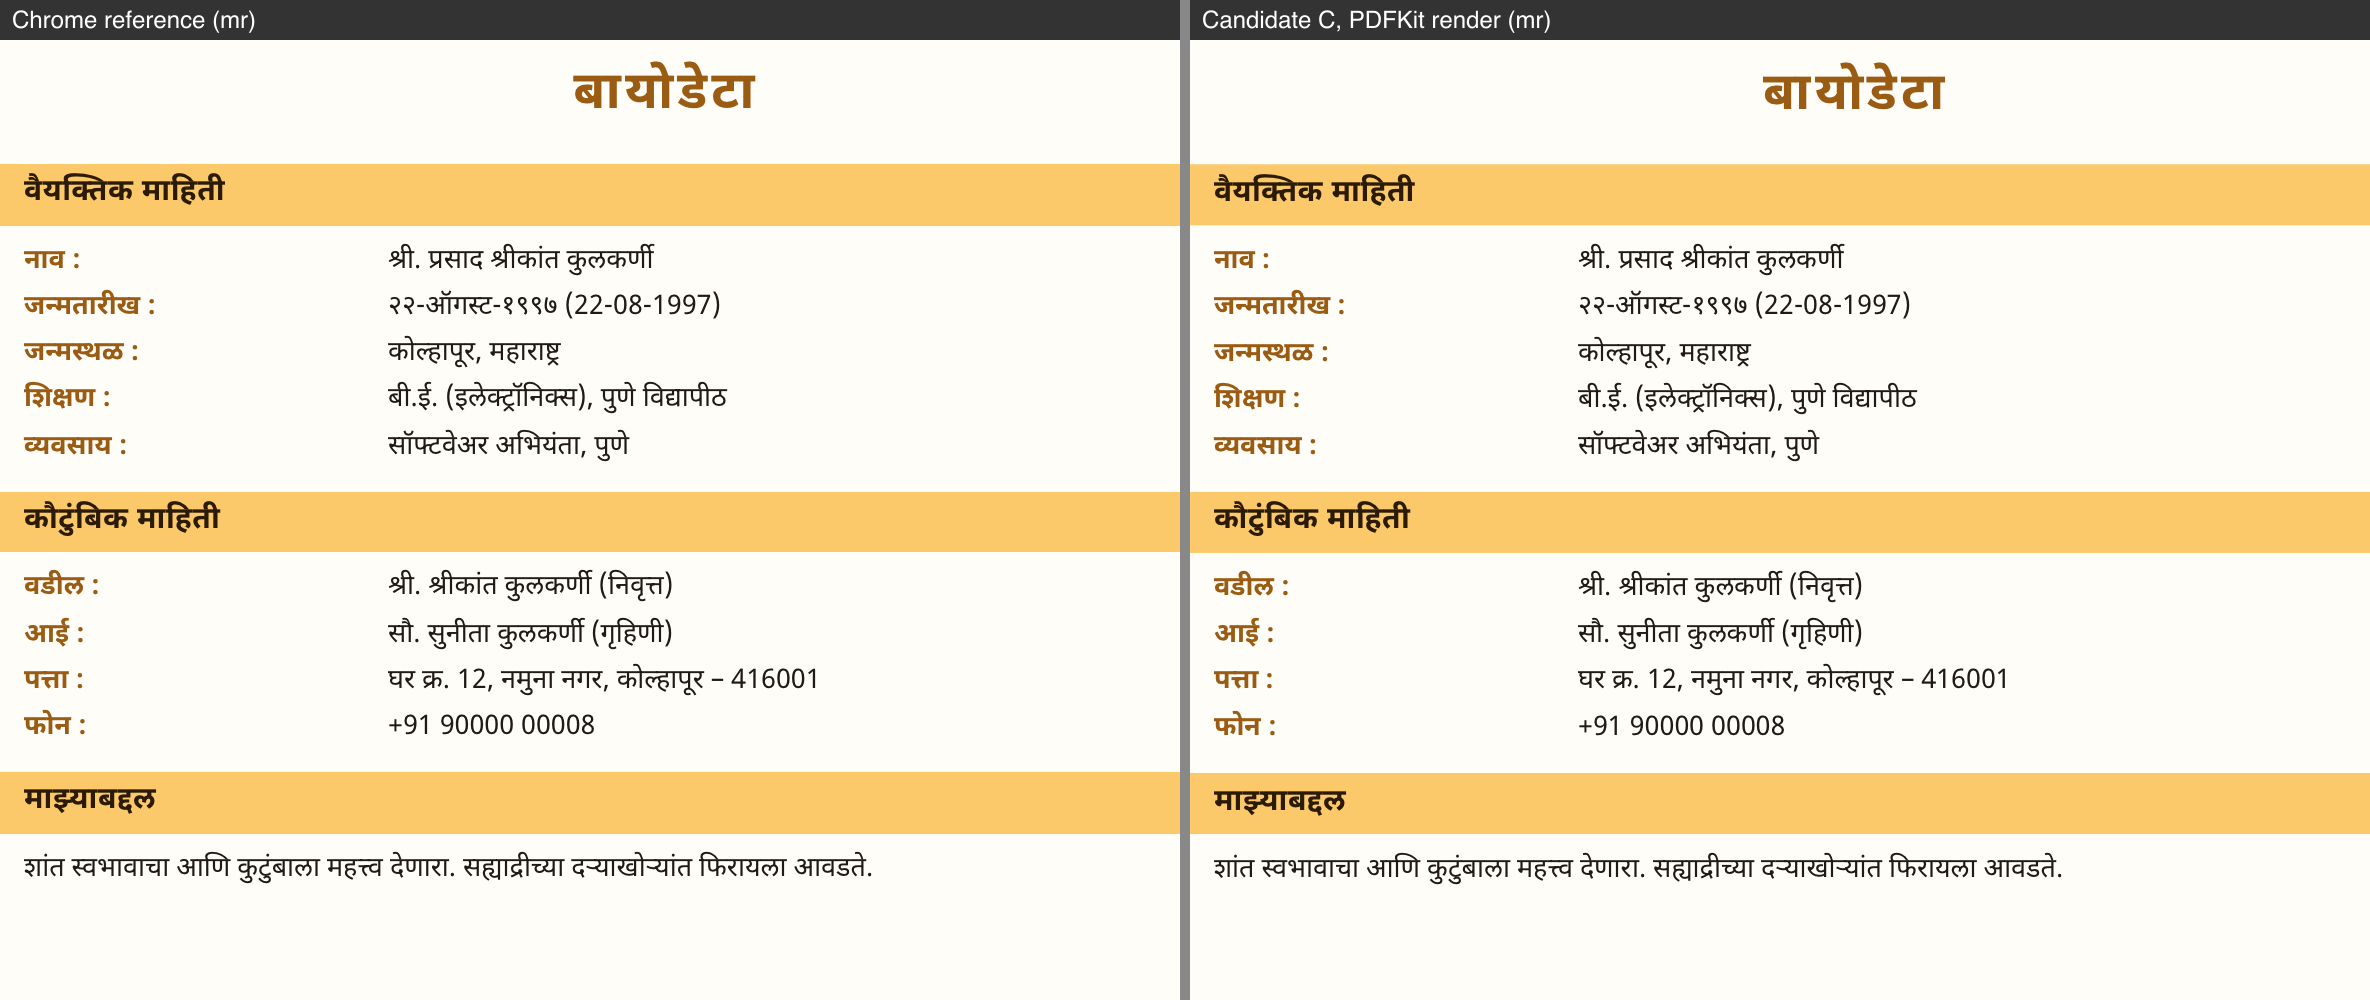 Chrome reference (mr)
बायोडेटा
वैयक्तिक माहिती
नाव : श्री. प्रसाद श्रीकांत कुलकर्णी
जन्मतारीख : २२-ऑगस्ट-१९९७ (22-08-1997)
जन्मस्थळ : कोल्हापूर, महाराष्ट्र
शिक्षण : बी.ई. (इलेक्ट्रॉनिक्स), पुणे विद्यापीठ
व्यवसाय : सॉफ्टवेअर अभियंता, पुणे
कौटुंबिक माहिती
वडील : श्री. श्रीकांत कुलकर्णी (निवृत्त)
आई : सौ. सुनीता कुलकर्णी (गृहिणी)
पत्ता : घर क्र. 12, नमुना नगर, कोल्हापूर – 416001
फोन : +91 90000 00008
माझ्याबद्दल
शांत स्वभावाचा आणि कुटुंबाला महत्त्व देणारा. सह्याद्रीच्या दऱ्याखोऱ्यांत फिरायला आवडते.
Candidate C, PDFKit render (mr)
बायोडेटा
वैयक्तिक माहिती
नाव : श्री. प्रसाद श्रीकांत कुलकर्णी
जन्मतारीख : २२-ऑगस्ट-१९९७ (22-08-1997)
जन्मस्थळ : कोल्हापूर, महाराष्ट्र
शिक्षण : बी.ई. (इलेक्ट्रॉनिक्स), पुणे विद्यापीठ
व्यवसाय : सॉफ्टवेअर अभियंता, पुणे
कौटुंबिक माहिती
वडील : श्री. श्रीकांत कुलकर्णी (निवृत्त)
आई : सौ. सुनीता कुलकर्णी (गृहिणी)
पत्ता : घर क्र. 12, नमुना नगर, कोल्हापूर – 416001
फोन : +91 90000 00008
माझ्याबद्दल
शांत स्वभावाचा आणि कुटुंबाला महत्त्व देणारा. सह्याद्रीच्या दऱ्याखोऱ्यांत फिरायला आवडते.